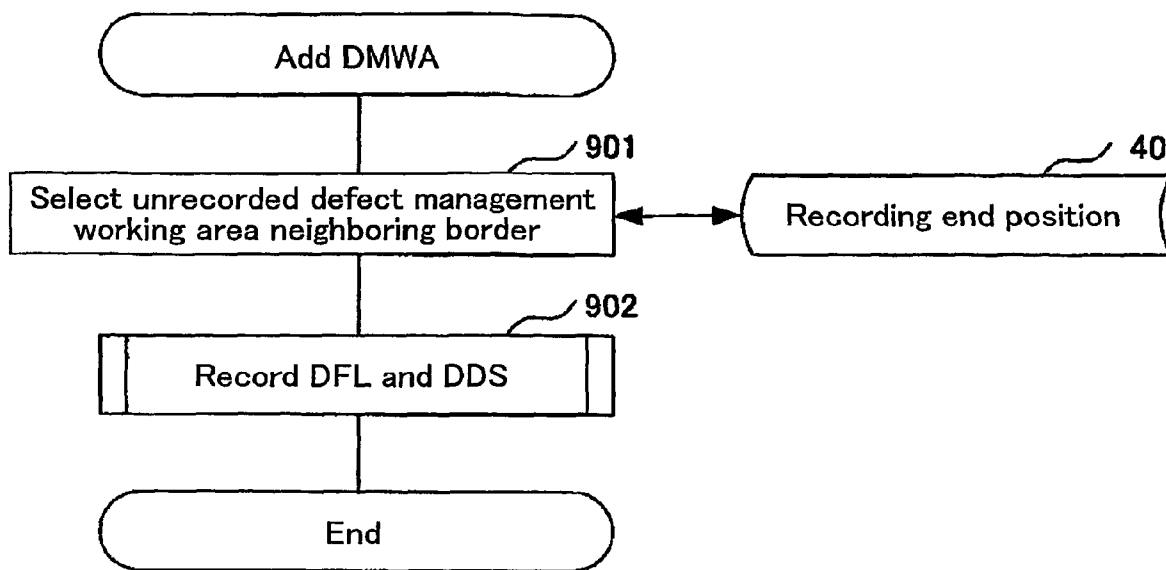 Add DMWA
901
40
Select unrecorded defect management
working area neighboring border
Recording end position
902
Record DFL and DDS
End